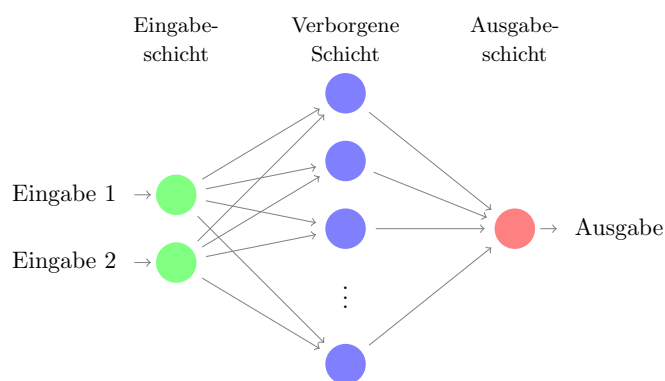 Eingabe-
schicht
Verborgene
Schicht
Ausgabe-
schicht
Eingabe 1
Eingabe 2
Ausgabe
⋮